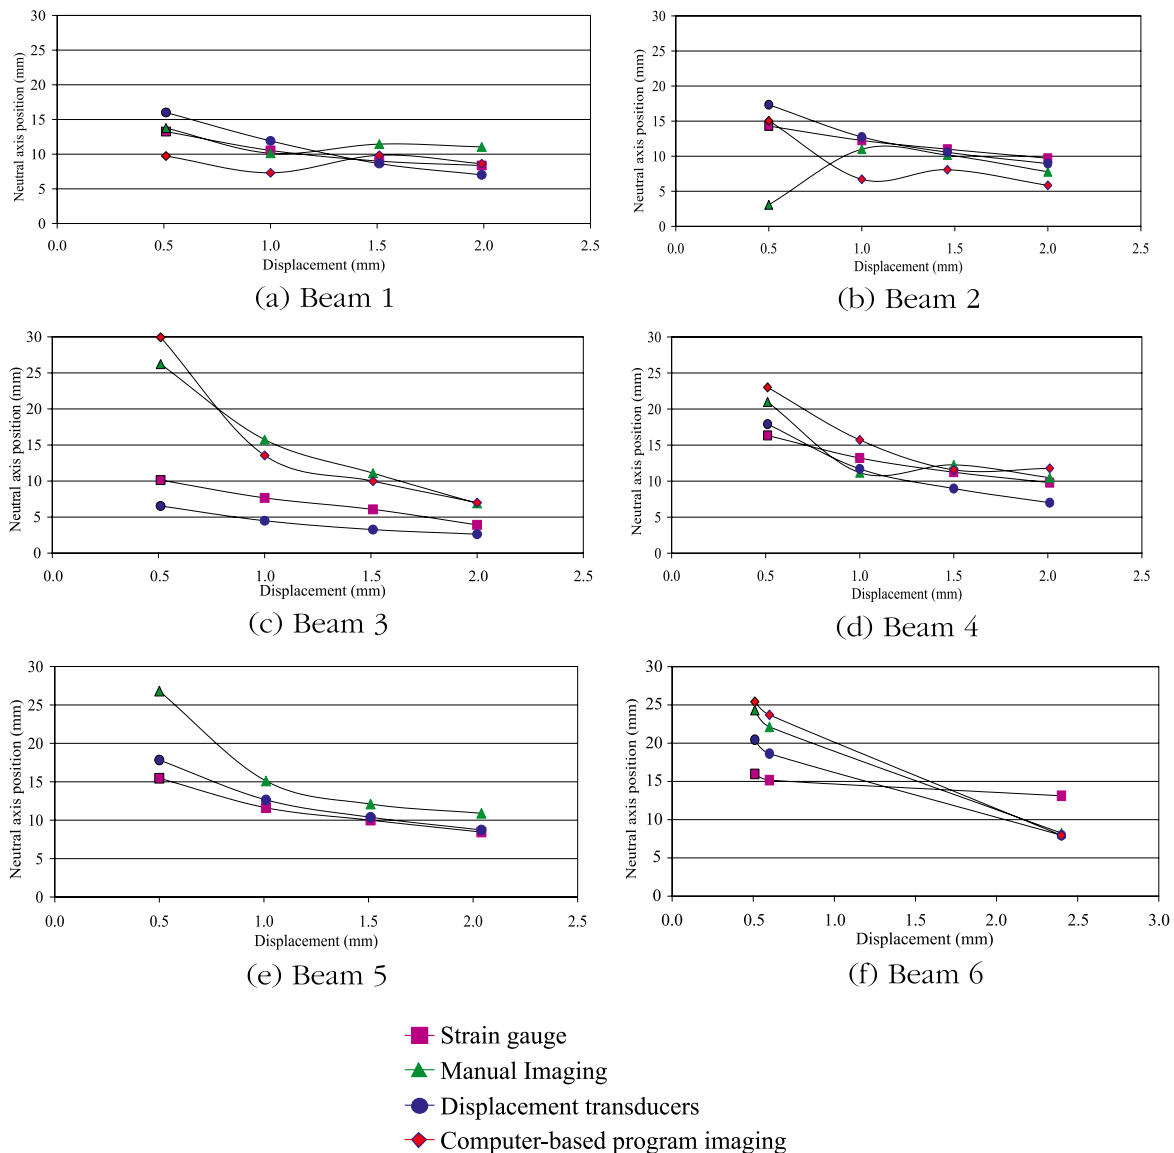 30
25
20
15
10
5
0
Neutral axis position (mm)
0.0 0.5 1.0 1.5 2.0 2.5
Displacement (mm)
(a) Beam 1
30
25
20
15
10
5
0
Neutral axis position (mm)
0.0 0.5 1.0 1.5 2.0 2.5
Displacement (mm)
(b) Beam 2
30
25
20
15
10
5
0
Neutral axis position (mm)
0.0 0.5 1.0 1.5 2.0 2.5
Displacement (mm)
(c) Beam 3
30
25
20
15
10
5
0
Neutral axis position (mm)
0.0 0.5 1.0 1.5 2.0 2.5
Displacement (mm)
(d) Beam 4
30
25
20
15
10
5
0
Neutral axis position (mm)
0.0 0.5 1.0 1.5 2.0 2.5
Displacement (mm)
(e) Beam 5
30
25
20
15
10
5
0
Neutral axis position (mm)
0.0 0.5 1.0 1.5 2.0 2.5 3.0
Displacement (mm)
(f) Beam 6
Strain gauge
Manual Imaging
Displacement transducers
Computer-based program imaging